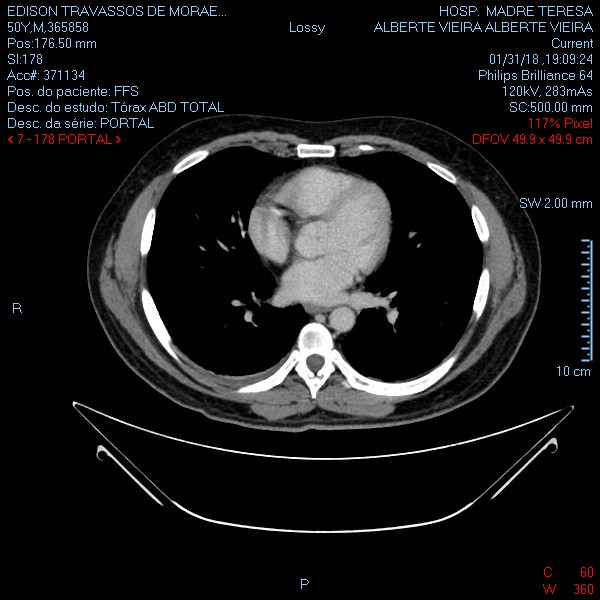 EDISON TRAVASSOS DE MORAE...
50Y,M,365858
Pos:176.50 mm
SI:178
Acc#: 371134
Pos. do paciente: FFS
Desc. do estudo: Tórax ABD TOTAL
Desc. da série: PORTAL
< 7 - 178 PORTAL >
Lossy
HOSP. MADRE TERESA
ALBERTE VIEIRA ALBERTE VIEIRA
Current
01/31/18 ,19:09:24
Philips Brilliance 64
120kV, 283mAs
SC:500.00 mm
117% Pixel
DFOV 49.9 x 49.9 cm
SW 2.00 mm
R
10 cm
P
C 60
W 360